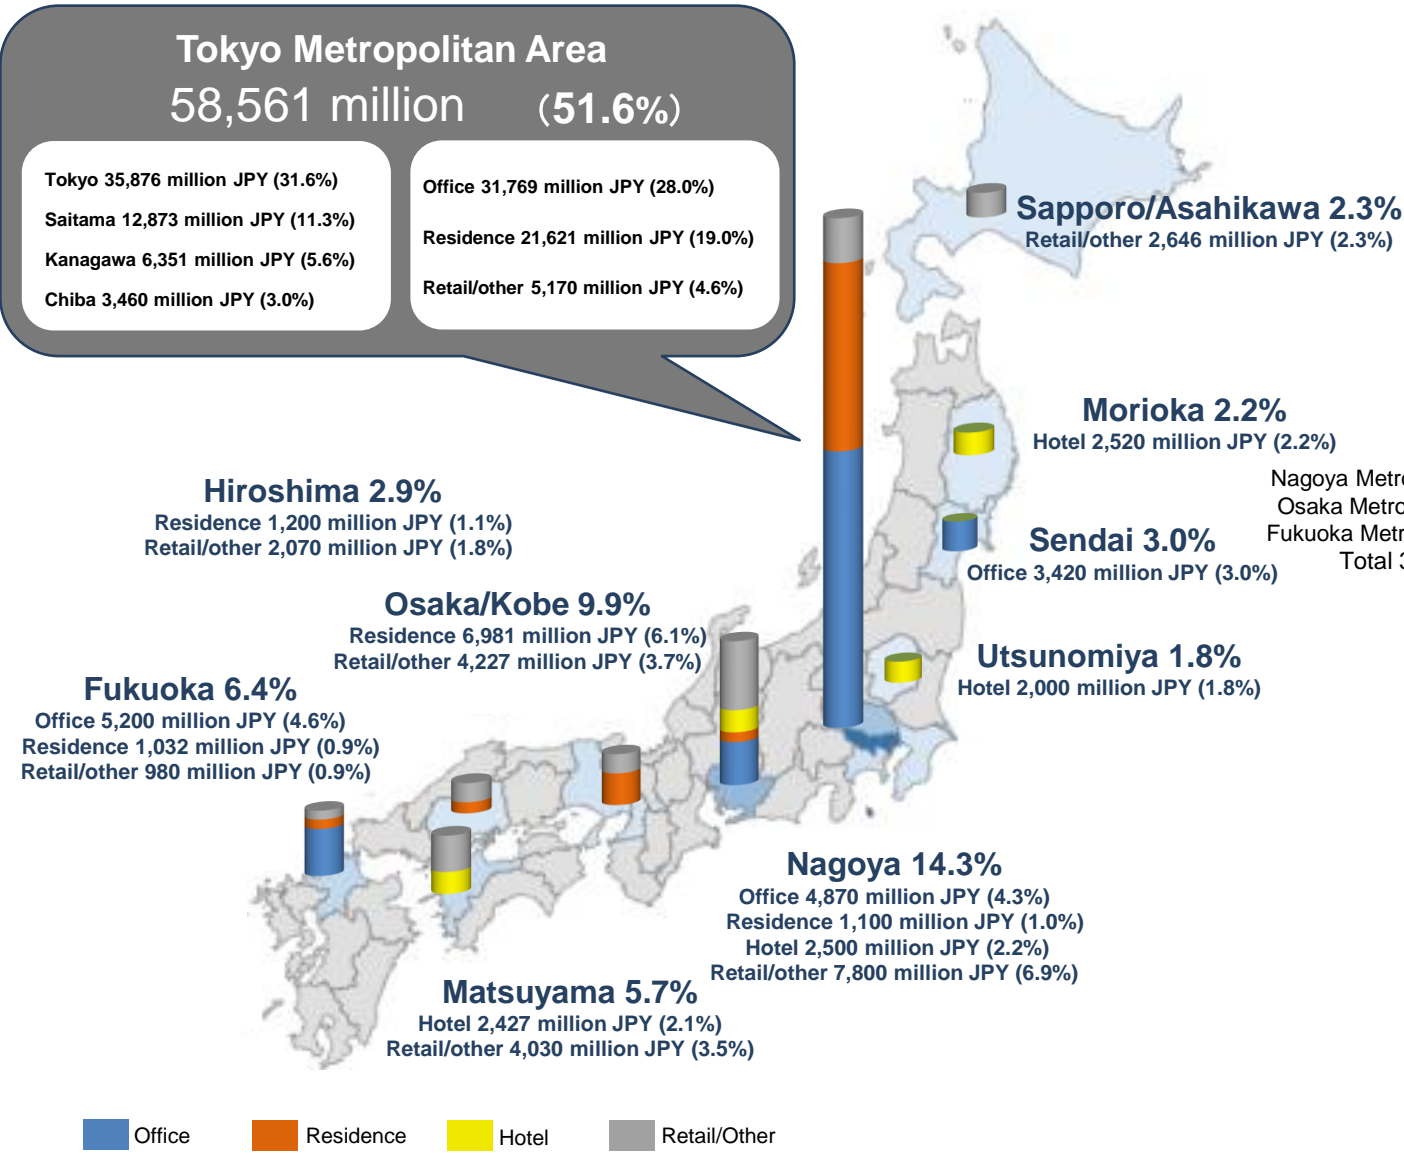 Tokyo Metropolitan Area
58,561 million (51.6%)
Tokyo 35,876 million JPY (31.6%)
Saitama 12,873 million JPY (11.3%)
Kanagawa 6,351 million JPY (5.6%)
Chiba 3,460 million JPY (3.0%)
Office 31,769 million JPY (28.0%)
Residence 21,621 million JPY (19.0%)
Retail/other 5,170 million JPY (4.6%)
Sapporo/Asahikawa 2.3%
Retail/other 2,646 million JPY (2.3%)
Morioka 2.2%
Hotel 2,520 million JPY (2.2%)
Nagoya
Osaka
Fukuoka
Total 3
Sendai 3.0%
Office 3,420 million JPY (3.0%)
Hiroshima 2.9%
Residence 1,200 million JPY (1.1%)
Retail/other 2,070 million JPY (1.8%)
Osaka/Kobe 9.9%
Residence 6,981 million JPY (6.1%)
Retail/other 4,227 million JPY (3.7%)
Utsunomiya 1.8%
Hotel 2,000 million JPY (1.8%)
Fukuoka 6.4%
Office 5,200 million JPY (4.6%)
Residence 1,032 million JPY (0.9%)
Retail/other 980 million JPY (0.9%)
Nagoya 14.3%
Office 4,870 million JPY (4.3%)
Residence 1,100 million JPY (1.0%)
Hotel 2,500 million JPY (2.2%)
Retail/other 7,800 million JPY (6.9%)
Matsuyama 5.7%
Hotel 2,427 million JPY (2.1%)
Retail/other 4,030 million JPY (3.5%)
Office
Residence
Hotel
Retail/Other